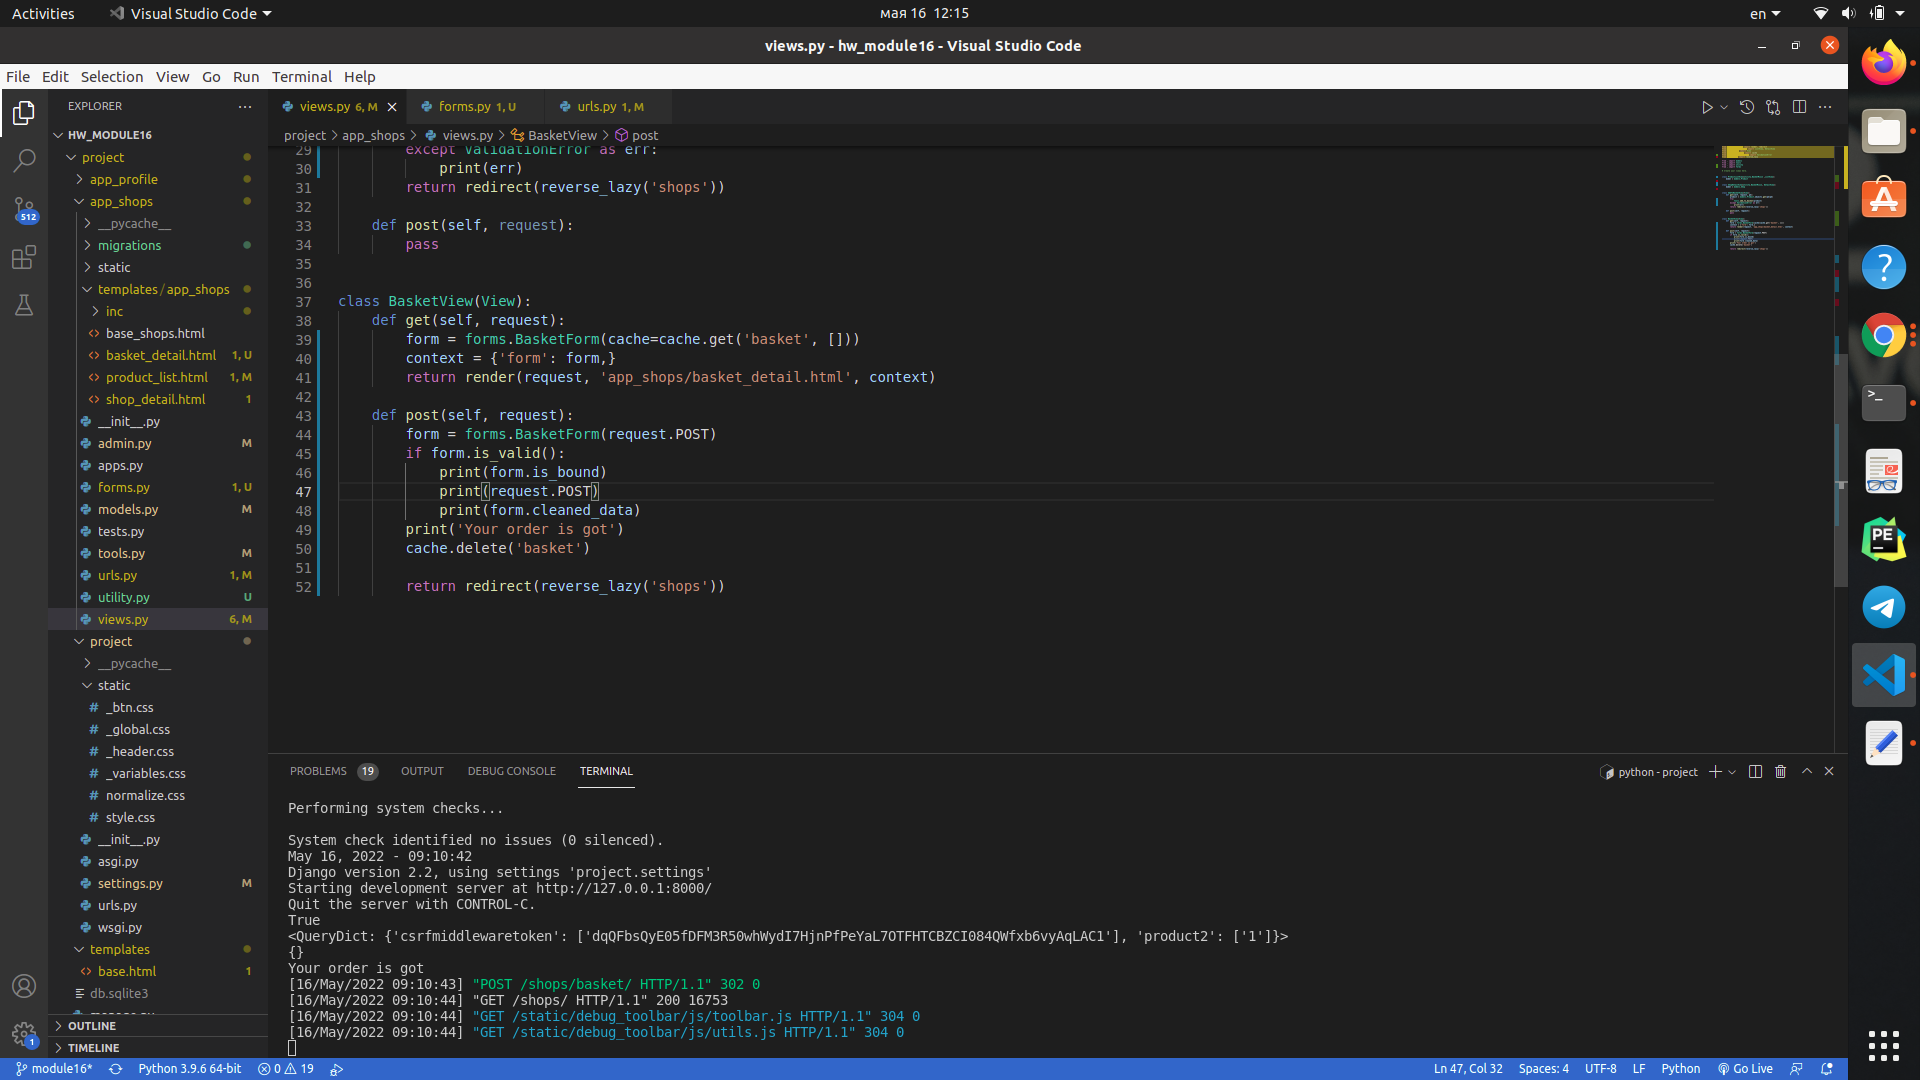 Activities
Visual Studio Code
мая 16 12:15
en
views.py - hw_module16 - Visual Studio Code
File Edit Selection View Go Run Terminal Help
EXPLORER
HW_MODULE16
project
app_profile
app_shops
__pycache__
migrations
static
templates/app_shops
inc
base_shops.html
basket_detail.html 1, U
product_list.html 1, M
shop_detail.html 1
__init__.py
admin.py M
apps.py
forms.py 1, U
models.py M
tests.py
tools.py M
urls.py 1, M
utility.py U
views.py 6, M
project
__pycache__
static
_btn.css
_global.css
_header.css
_variables.css
normalize.css
style.css
__init__.py
asgi.py
settings.py M
urls.py
wsgi.py
templates
base.html 1
db.sqlite3
OUTLINE
TIMELINE
512
1
views.py 6, M
forms.py 1, U
urls.py 1, M
project > app_shops > views.py > BasketView > post
29 except ValidationError as err:
30 print(err)
31 return redirect(reverse_lazy('shops'))
32
33 def post(self, request):
34 pass
35
36
37 class BasketView(View):
38 def get(self, request):
39 form = forms.BasketForm(cache=cache.get('basket', []))
40 context = {'form': form,}
41 return render(request, 'app_shops/basket_detail.html', context)
42
43 def post(self, request):
44 form = forms.BasketForm(request.POST)
45 if form.is_valid():
46 print(form.is_bound)
47 print(request.POST)
48 print(form.cleaned_data)
49 print('Your order is got')
50 cache.delete('basket')
51
52 return redirect(reverse_lazy('shops'))
PROBLEMS 19 OUTPUT DEBUG CONSOLE TERMINAL
python - project
Performing system checks...
System check identified no issues (0 silenced).
May 16, 2022 - 09:10:42
Django version 2.2, using settings 'project.settings'
Starting development server at http://127.0.0.1:8000/
Quit the server with CONTROL-C.
True
<QueryDict: {'csrfmiddlewaretoken': ['dqQFbsQyE05fDFM3R50whWydI7HjnPfPeYaL7OTFHTCBZCI084QWfxb6vyAqLAC1'], 'product2': ['1']}>
{}
Your order is got
[16/May/2022 09:10:43] "POST /shops/basket/ HTTP/1.1" 302 0
[16/May/2022 09:10:44] "GET /shops/ HTTP/1.1" 200 16753
[16/May/2022 09:10:44] "GET /static/debug_toolbar/js/toolbar.js HTTP/1.1" 304 0
[16/May/2022 09:10:44] "GET /static/debug_toolbar/js/utils.js HTTP/1.1" 304 0
module16*
Python 3.9.6 64-bit
0
19
Ln 47, Col 32
Spaces: 4
UTF-8
LF
Python
Go Live
PE